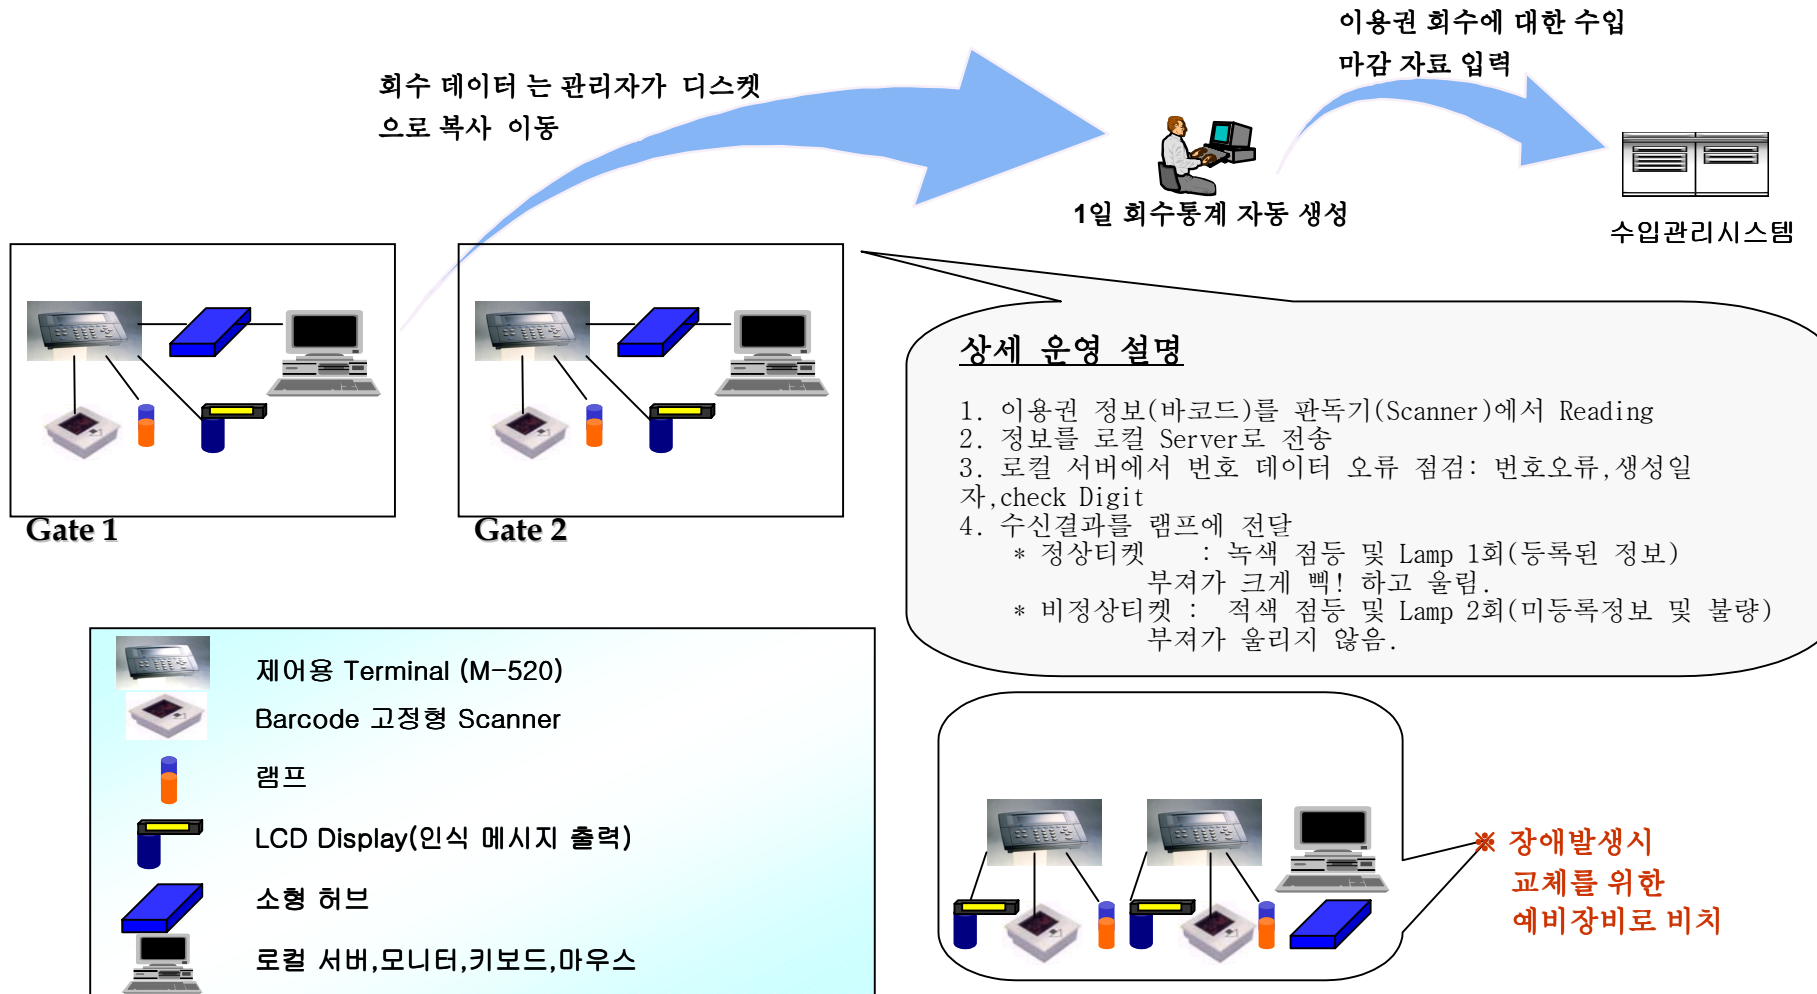 이용권 회수에 대한 수입
마감 자료 입력
회수 데이터 는 관리자가 디스켓
으로 복사 이동
1일 회수통계 자동 생성
수입관리시스템
Gate 1
Gate 2
상세 운영 설명
1. 이용권 정보(바코드)를 판독기(Scanner)에서 Reading
2. 정보를 로컬 Server로 전송
3. 로컬 서버에서 번호 데이터 오류 점검: 번호오류,생성일
자,check Digit
4. 수신결과를 램프에 전달
* 정상티켓 : 녹색 점등 및 Lamp 1회(등록된 정보)
부져가 크게 삑! 하고 울림.
* 비정상티켓 : 적색 점등 및 Lamp 2회(미등록정보 및 불량)
부져가 울리지 않음.
제어용 Terminal (M-520)
Barcode 고정형 Scanner
램프
LCD Display(인식 메시지 출력)
소형 허브
로컬 서버,모니터,키보드,마우스
※ 장애발생시
교체를 위한
예비장비로 비치